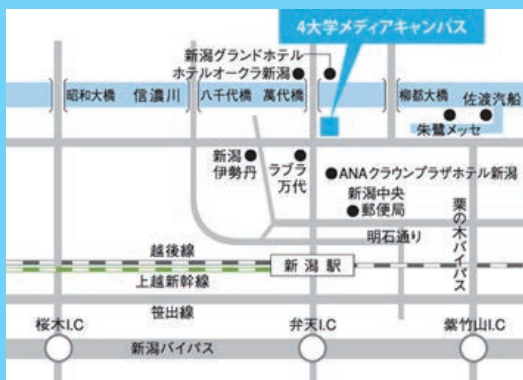 4大学メディアキャンパス
新潟グランドホテル
ホテルオークラ新潟
昭和大橋
信濃川
八千代橋
萬代橋
柳都大橋
佐渡汽船
朱鷺メッセ
新潟
伊勢丹
ラブラ
万代
ANAクラウンプラザホテル新潟
新潟中央
郵便局
明石通り
栗の木バイパス
越後線
新潟駅
上越新幹線
笹出線
桜木I.C
弁天I.C
紫竹山I.C
新潟バイパス